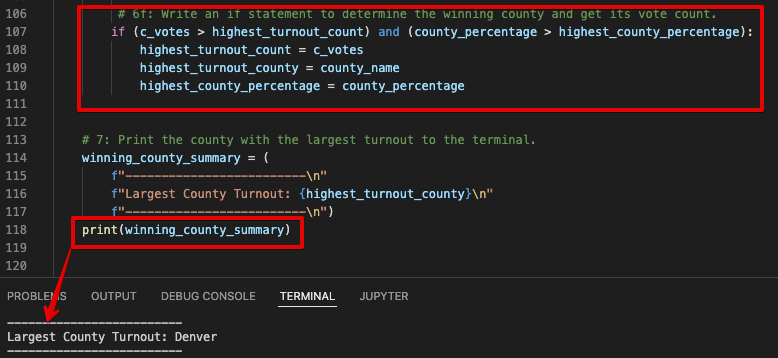 106 # 6f: Write an if statement to determine the winning county and get its vote count.
107 if (c_votes > highest_turnout_count) and (county_percentage > highest_county_percentage):
108 highest_turnout_count = c_votes
109 highest_turnout_county = county_name
110 highest_county_percentage = county_percentage
111
112
113 # 7: Print the county with the largest turnout to the terminal.
114 winning_county_summary = (
115 f"-------------------------\n"
116 f"Largest County Turnout: {highest_turnout_county}\n"
117 f"-------------------------\n")
118 print(winning_county_summary)
119
120
PROBLEMS OUTPUT DEBUG CONSOLE TERMINAL JUPYTER
-------------------------
Largest County Turnout: Denver
-------------------------